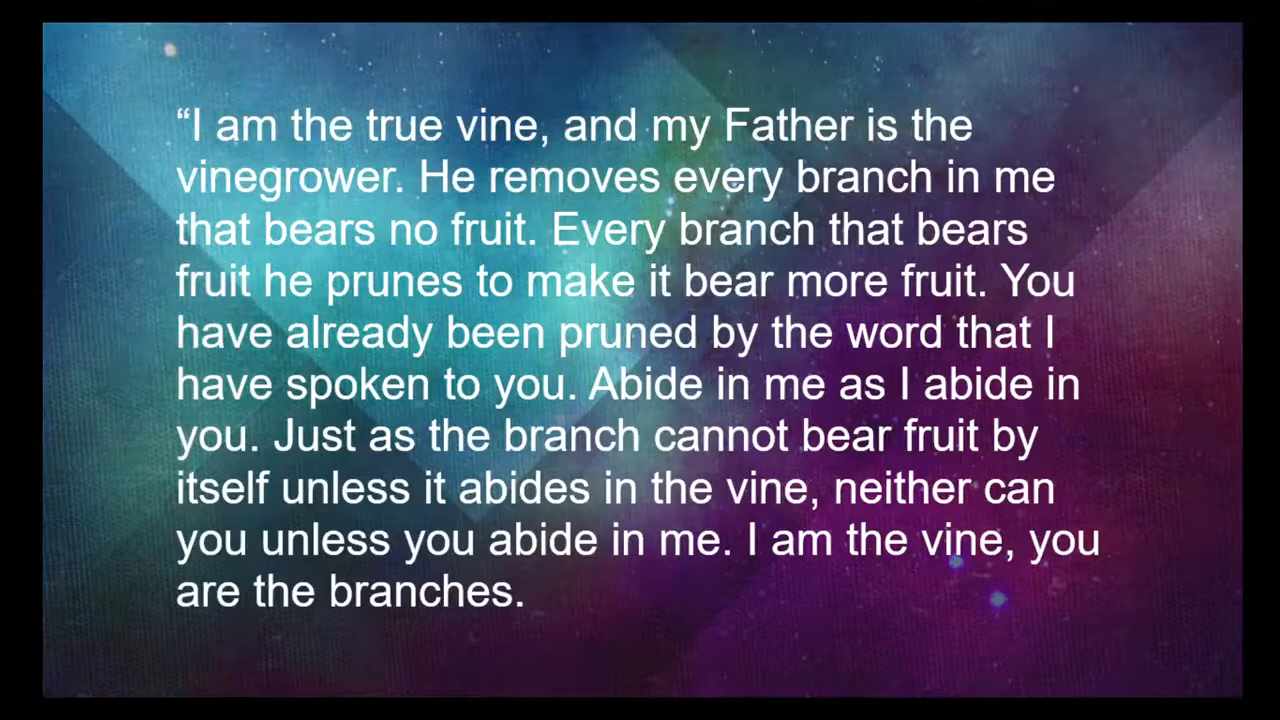 “I am the true vine, and my Father is the
vinegrower. He removes every branch in me
that bears no fruit. Every branch that bears
fruit he prunes to make it bear more fruit. You
have already been pruned by the word that I
have spoken to you. Abide in me as I abide in
you. Just as the branch cannot bear fruit by
itself unless it abides in the vine, neither can
you unless you abide in me. I am the vine, you
are the branches.